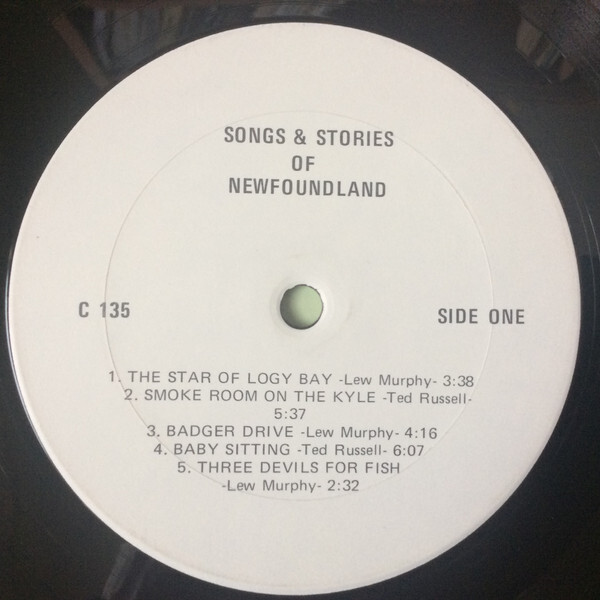 SONGS & STORIES
OF
NEWFOUNDLAND
C 135
SIDE ONE
1. THE STAR OF LOGY BAY -Lew Murphy- 3:38
2. SMOKE ROOM ON THE KYLE -Ted Russell-
5:37
3. BADGER DRIVE -Lew Murphy- 4:16
4. BABY SITTING -Ted Russell- 6:07
5. THREE DEVILS FOR FISH
-Lew Murphy- 2:32